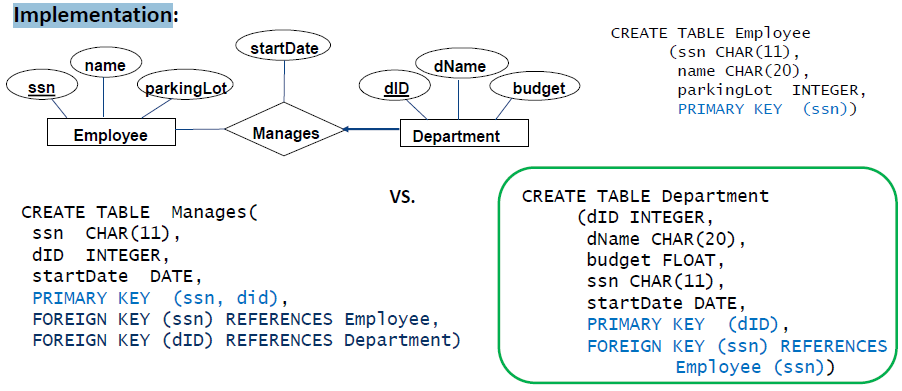 Implementation:
startDate
name
ssn
parkingLot
Employee
Manages
dName
dID
budget
Department
CREATE TABLE Employee
(ssn CHAR(11),
name CHAR(20),
parkingLot INTEGER,
PRIMARY KEY (ssn))
VS.
CREATE TABLE Manages(
ssn CHAR(11),
dID INTEGER,
startDate DATE,
PRIMARY KEY (ssn, did),
FOREIGN KEY (ssn) REFERENCES Employee,
FOREIGN KEY (dID) REFERENCES Department)
CREATE TABLE Department
(dID INTEGER,
dName CHAR(20),
budget FLOAT,
ssn CHAR(11),
startDate DATE,
PRIMARY KEY (dID),
FOREIGN KEY (ssn) REFERENCES
Employee (ssn))